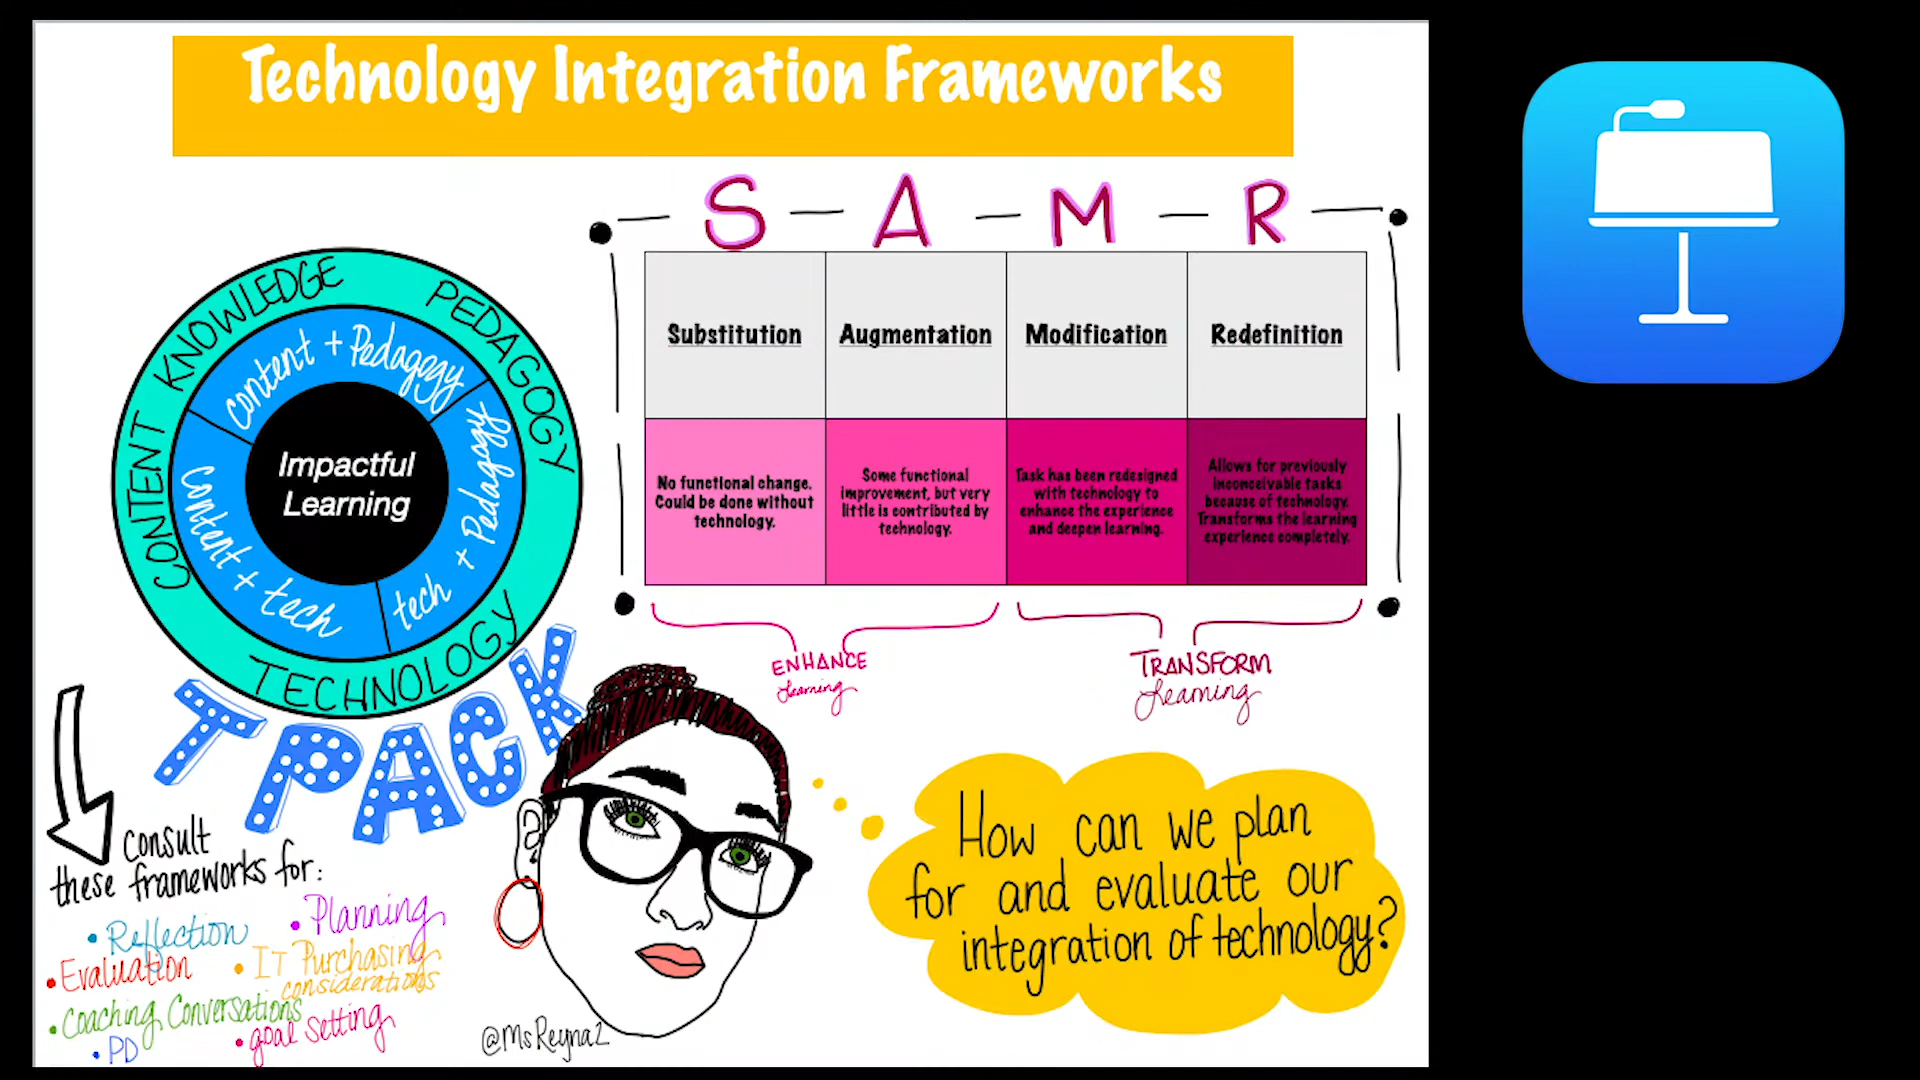 Technology Integration Frameworks
S A M R
Substitution
Augmentation
Modification
Redefinition
No functional change.
Could be done without
technology.
Some functional
improvement, but very
little is contributed by
technology.
Task has been redesigned
with technology to
enhance the experience
and deepen learning.
Allows for previously
inconceivable tasks
because of technology.
Transforms the learning
experience completely.
ENHANCE
Learning
TRANSFORM
Learning
CONTENT KNOWLEDGE
PEDAGOGY
TECHNOLOGY
content + Pedagogy
tech + Pedagogy
content + tech
Impactful
Learning
TPACK
consult
these frameworks for:
• Reflection
• Planning
• Evaluation
• IT Purchasing
considerations
• Coaching Conversations
• goal setting
• PD
@MsReyna2
How can we plan
for and evaluate our
integration of technology?